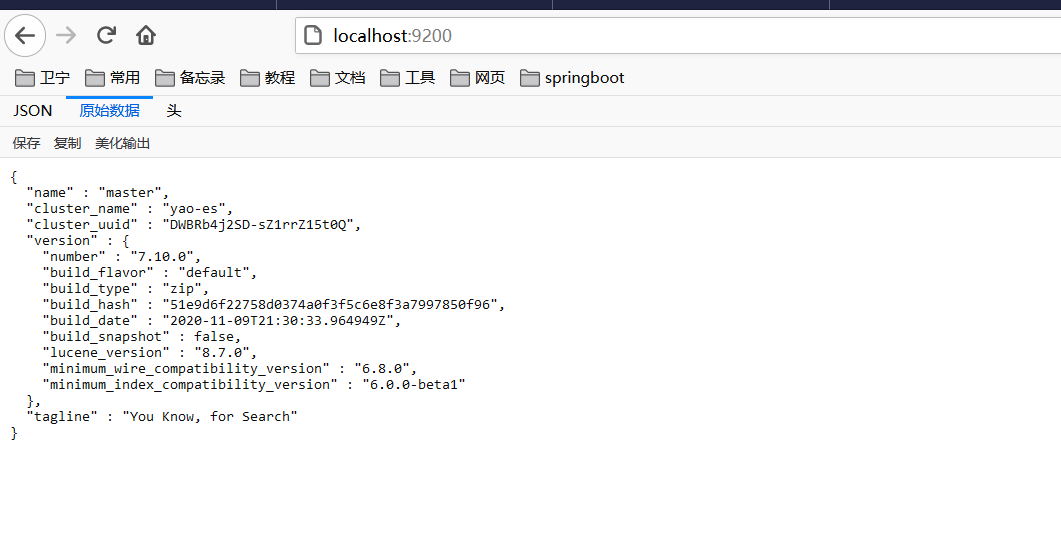 localhost:9200
卫宁 常用 备忘录 教程 文档 工具 网页 springboot
JSON 原始数据 头
保存 复制 美化输出
{
  "name" : "master",
  "cluster_name" : "yao-es",
  "cluster_uuid" : "DWBRb4j2SD-sZ1rrZ15t0Q",
  "version" : {
    "number" : "7.10.0",
    "build_flavor" : "default",
    "build_type" : "zip",
    "build_hash" : "51e9d6f22758d0374a0f3f5c6e8f3a7997850f96",
    "build_date" : "2020-11-09T21:30:33.964949Z",
    "build_snapshot" : false,
    "lucene_version" : "8.7.0",
    "minimum_wire_compatibility_version" : "6.8.0",
    "minimum_index_compatibility_version" : "6.0.0-beta1"
  },
  "tagline" : "You Know, for Search"
}